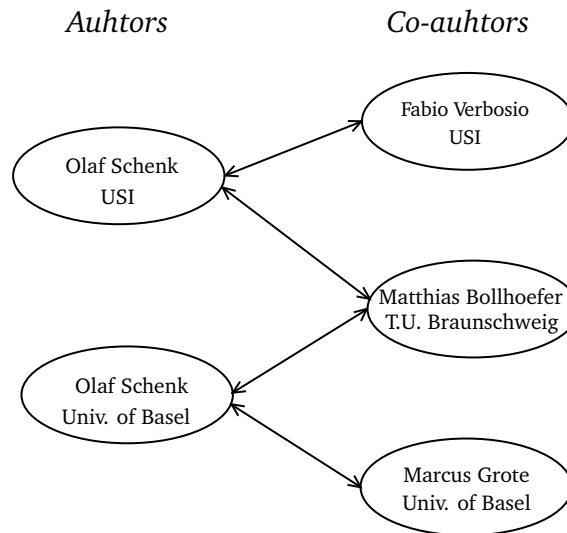 Auhtors
Co-auhtors
Fabio Verbosio
USI
Olaf Schenk
USI
Matthias Bollhoefer
T.U. Braunschweig
Olaf Schenk
Univ. of Basel
Marcus Grote
Univ. of Basel